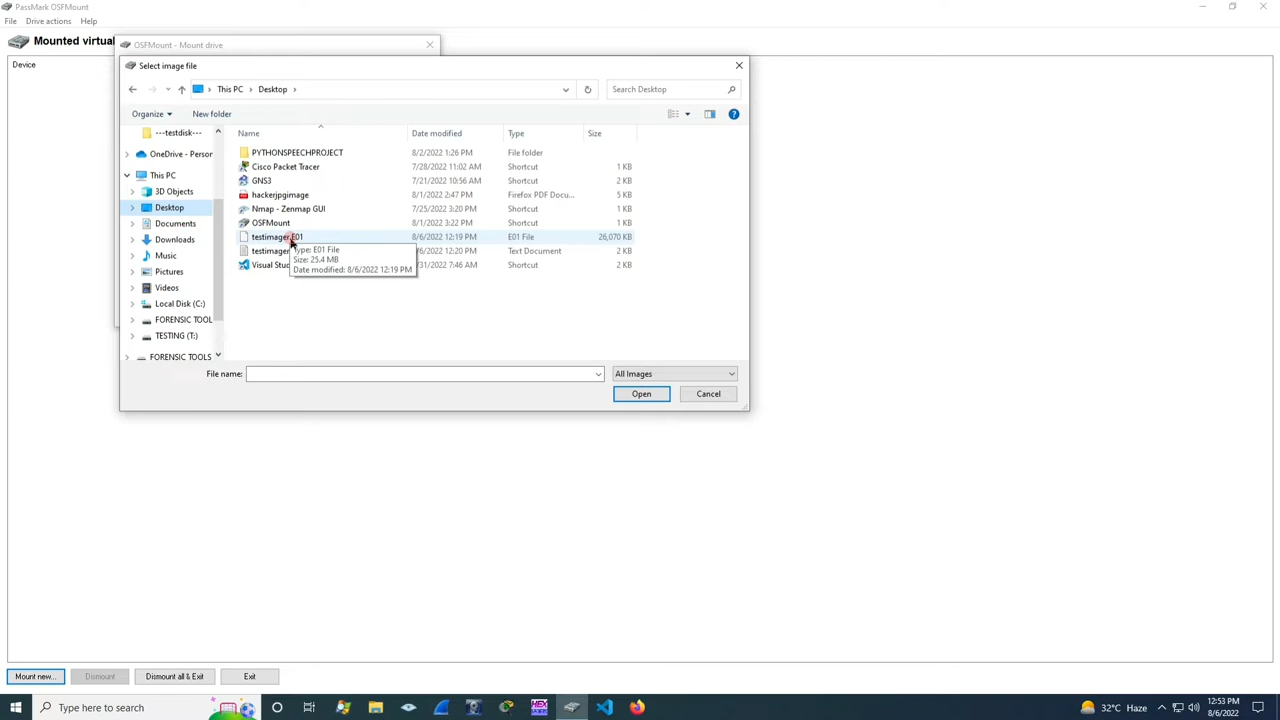 PassMark OSFMount
File Drive actions Help
Mounted virtual
OSFMount - Mount drive
Device
Select image file
This PC Desktop
Search Desktop
Organize New folder
Name Date modified Type Size
---testdisk---
OneDrive - Person
This PC
3D Objects
Desktop
Documents
Downloads
Music
Pictures
Videos
Local Disk (C:)
FORENSIC TOOL
TESTING (T:)
FORENSIC TOOLS
PYTHONSPEECHPROJECT 8/2/2022 1:26 PM File folder
Cisco Packet Tracer 7/28/2022 11:02 AM Shortcut 1 KB
GNS3 7/21/2022 10:56 AM Shortcut 2 KB
hackerjpgimage 8/1/2022 2:47 PM Firefox PDF Docu... 5 KB
Nmap - Zenmap GUI 7/25/2022 3:20 PM Shortcut 2 KB
OSFMount 8/1/2022 3:22 PM Shortcut 1 KB
testimager.E01 8/6/2022 12:19 PM E01 File 26,070 KB
testimager /6/2022 12:20 PM Text Document 2 KB
Visual Stud /31/2022 7:46 AM Shortcut 2 KB
Type: E01 File
Size: 25.4 MB
Date modified: 8/6/2022 12:19 PM
File name: All Images
Open Cancel
Mount new... Dismount Dismount all & Exit Exit
Type here to search
HEX
32°C Haze
12:53 PM
8/6/2022